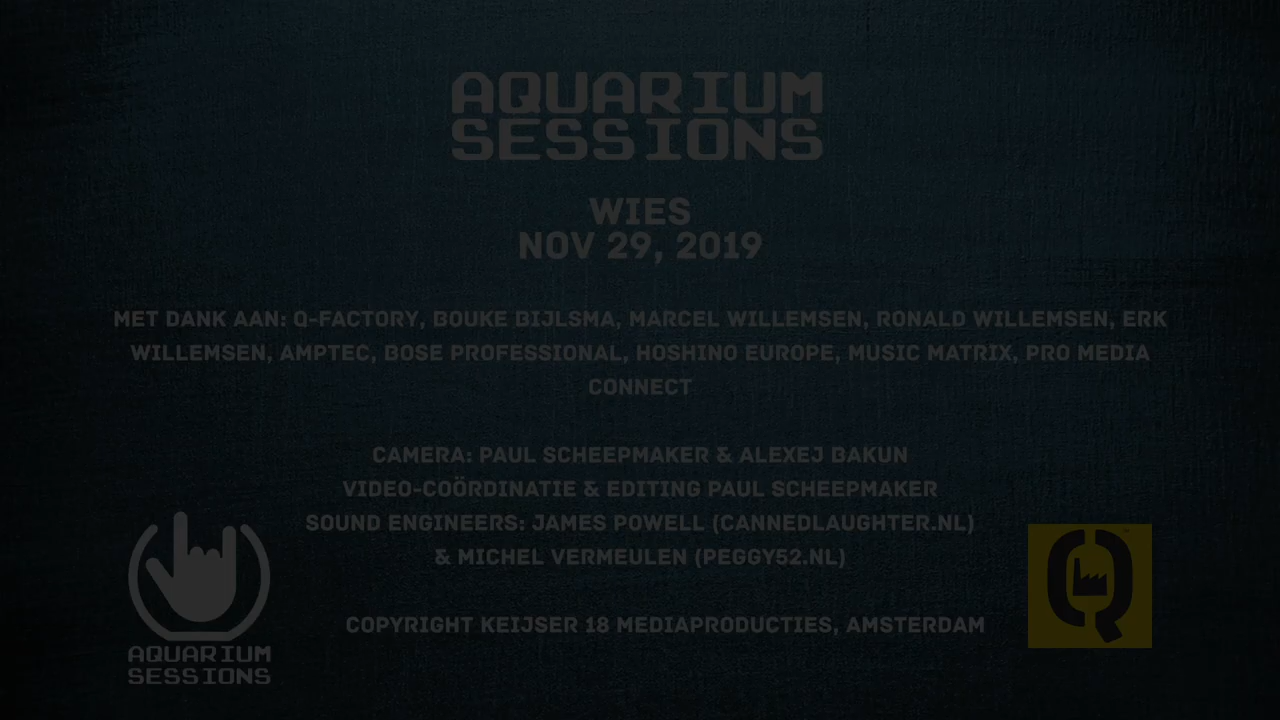 AQUARIUM
SESSIONS
WIES
NOV 29, 2019
MET DANK AAN: Q-FACTORY, BOUKE BIJLSMA, MARCEL WILLEMSEN, RONALD WILLEMSEN, ERK
WILLEMSEN, AMPTEC, BOSE PROFESSIONAL, HOSHINO EUROPE, MUSIC MATRIX, PRO MEDIA
CONNECT
CAMERA: PAUL SCHEEPMAKER & ALEXEJ BAKUN
VIDEO-COÖRDINATIE & EDITING PAUL SCHEEPMAKER
SOUND ENGINEERS: JAMES POWELL (CANNEDLAUGHTER.NL)
& MICHEL VERMEULEN (PEGGY52.NL)
COPYRIGHT KEIJSER 18 MEDIAPRODUCTIES, AMSTERDAM
AQUARIUM
SESSIONS
Q